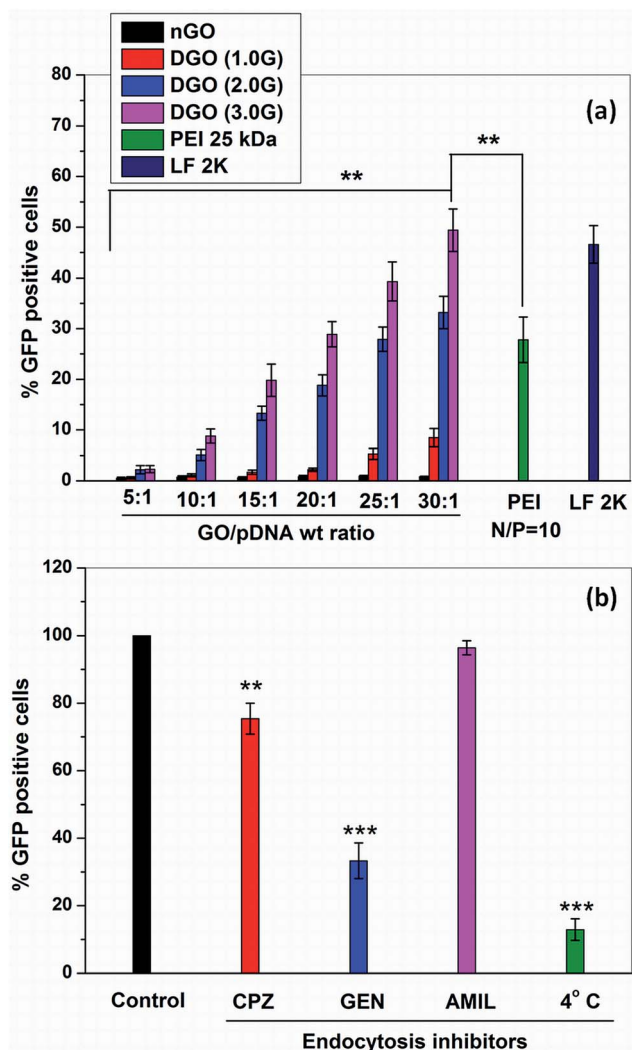 nGO
DGO (1.0G)
DGO (2.0G)
DGO (3.0G)
PEI 25 kDa
LF 2K
(a)
**
**
% GFP positive cells
80
70
60
50
40
30
20
10
0
5:1 10:1 15:1 20:1 25:1 30:1 PEI LF 2K
GO/pDNA wt ratio N/P=10
(b)
% GFP positive cells
120
100
80
60
40
20
0
**
***
***
Control CPZ GEN AMIL 4° C
Endocytosis inhibitors